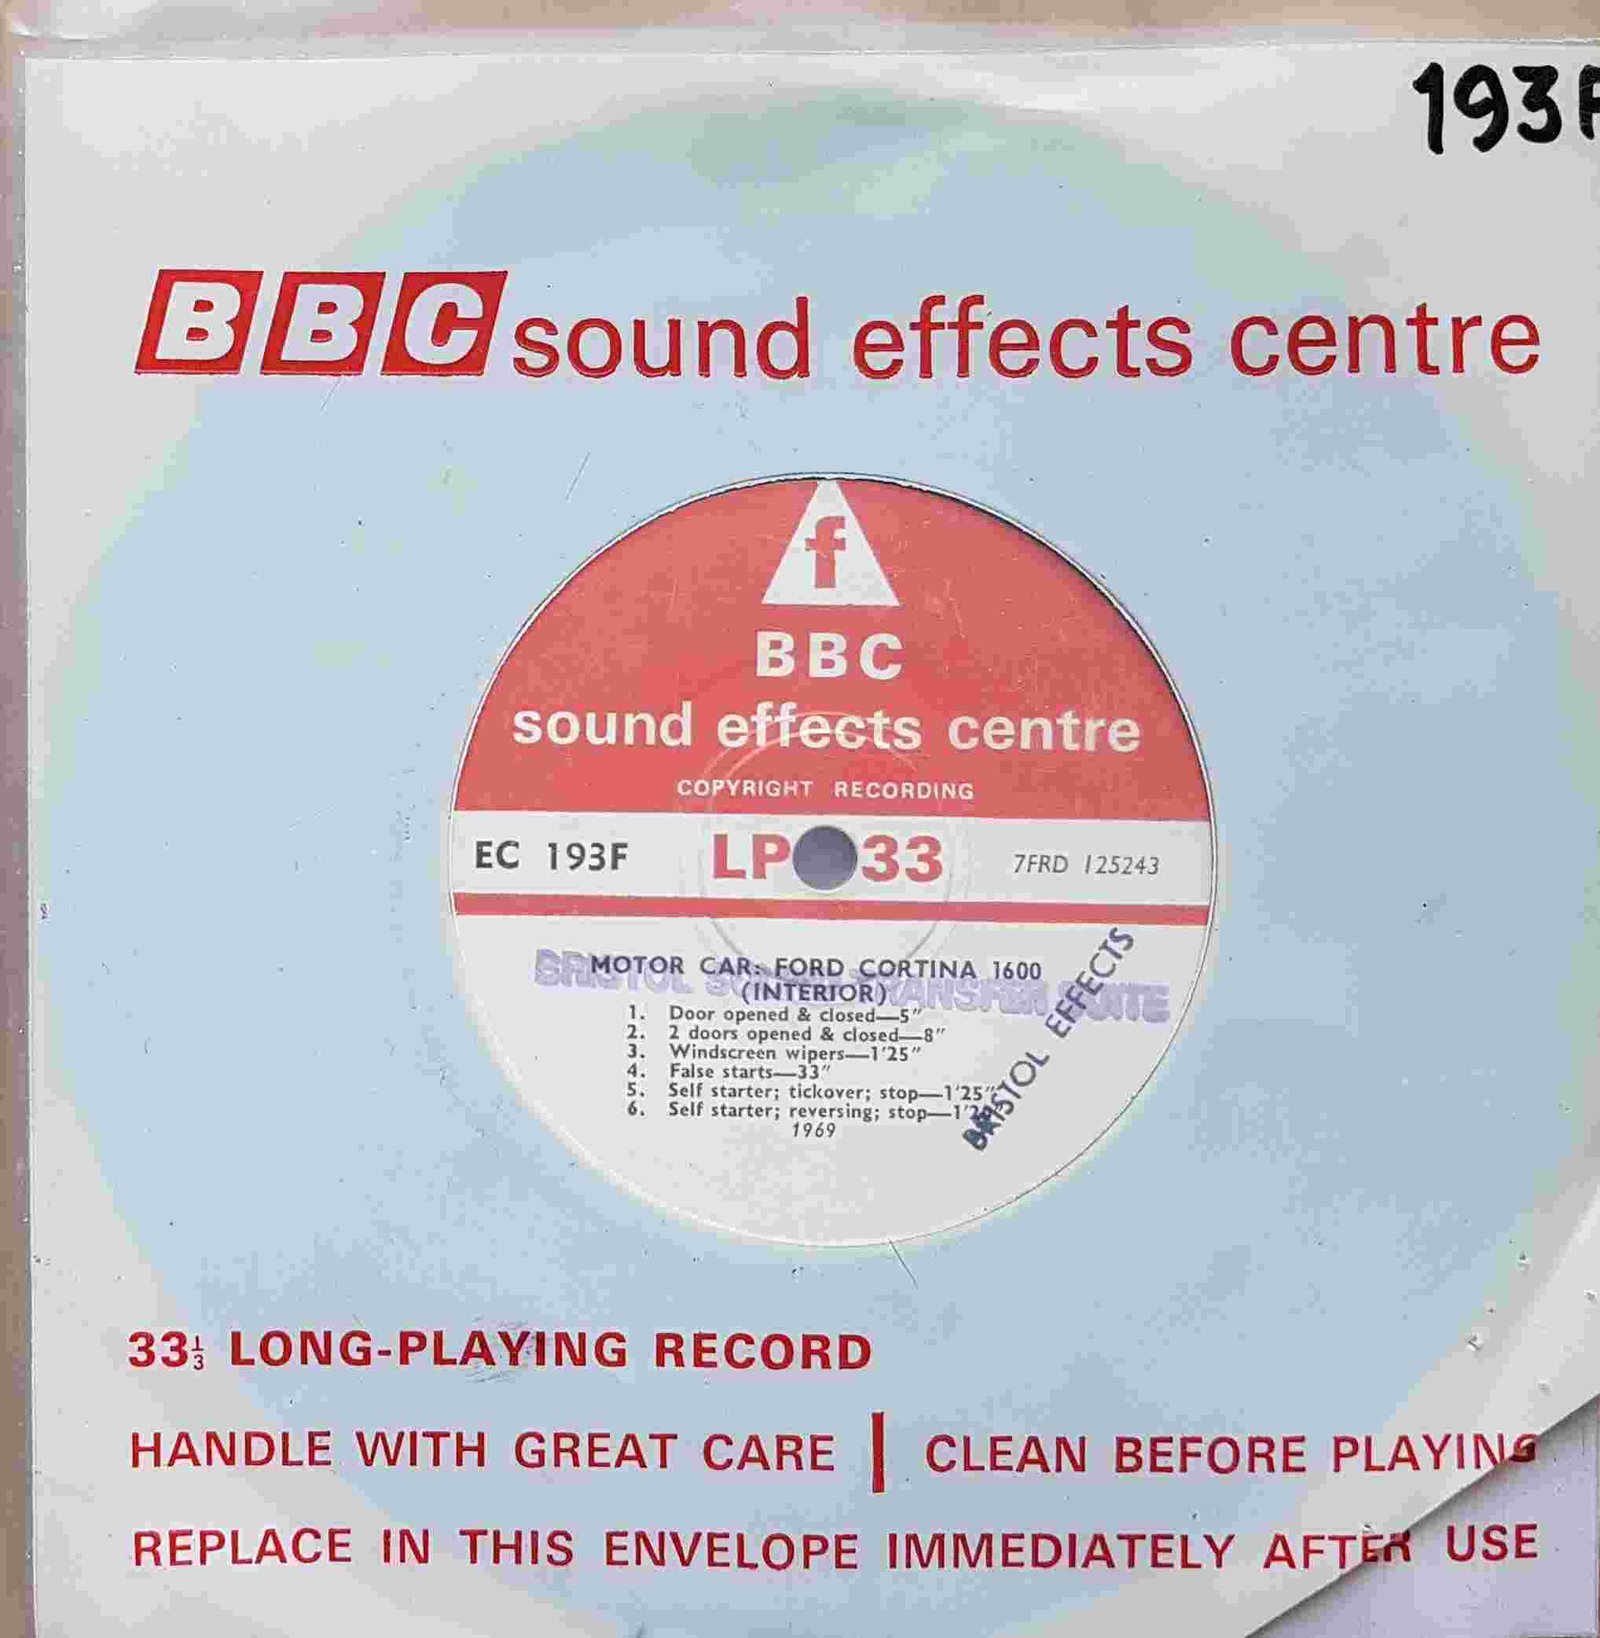 193F
BBC sound effects centre
f
BBC
sound effects centre
COPYRIGHT RECORDING
EC 193F LP 33 7FRD 125243
MOTOR CAR: FORD CORTINA 1600
(INTERIOR)
1. Door opened & closed—5"
2. 2 doors opened & closed—8"
3. Windscreen wipers—1'25"
4. False starts—33"
5. Self starter; tickover; stop—1'25"
6. Self starter; reversing; stop—
1969
BRISTOL TRANSFER SUITE
BRISTOL EFFECTS
33⅓ LONG-PLAYING RECORD
HANDLE WITH GREAT CARE | CLEAN BEFORE PLAYING
REPLACE IN THIS ENVELOPE IMMEDIATELY AFTER USE